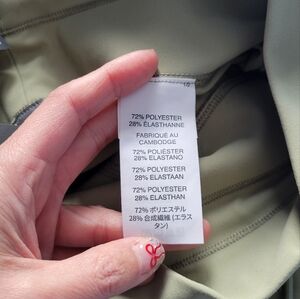 72% POLYESTER
28% ÉLASTHANNE
FABRIQUÉ AU
CAMBODGE
72% POLIÉSTER
28% ELASTANO
72% POLYESTER
28% ELASTAAN
72% POLYESTER
28% ELASTHAN
72% ポリエステル
28% 合成繊維 (エラス
タン)